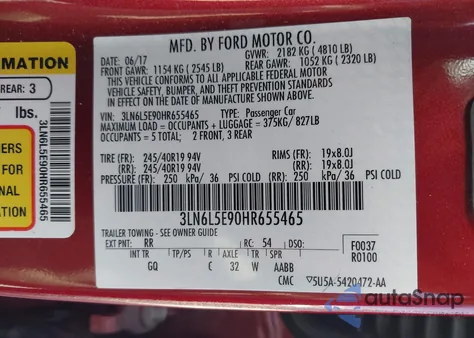 MFD. BY FORD MOTOR CO.
DATE: 06/17 GVWR: 2182 KG ( 4810 LB)
FRONT GAWR: 1154 KG ( 2545 LB) REAR GAWR: 1052 KG ( 2320 LB)
THIS VEHICLE CONFORMS TO ALL APPLICABLE FEDERAL MOTOR
VEHICLE SAFETY, BUMPER, AND THEFT PREVENTION STANDARDS
IN EFFECT ON THE DATE OF MANUFACTURE SHOWN ABOVE.
VIN: 3LN6L5E90HR655465 TYPE: Passenger Car
MAXIMUM LOAD = OCCUPANTS + LUGGAGE = 375KG/ 827LB
OCCUPANTS = 5 TOTAL: 2 FRONT, 3 REAR
TIRE (FR): 245/40R19 94V RIMS (FR): 19x8.0J
(RR): 245/40R19 94V (RR): 19x8.0J
PRESSURE (FR): 250 kPa/ 36 PSI COLD (RR): 250 kPa/ 36 PSI COLD
3LN6L5E90HR655465
TRAILER TOWING - SEE OWNER GUIDE
EXT PNT: RR RC: 54 DSO: F0037
INT TR TP/PS R AXLE TR SPR R0100
GQ C 32 W AABB
CMC 5U5A-5420472-AA
RMATION
REAR: 3
lbs.
3LN6L5E90HR655465
ERS
FOR
NAL
ION
autoSnap